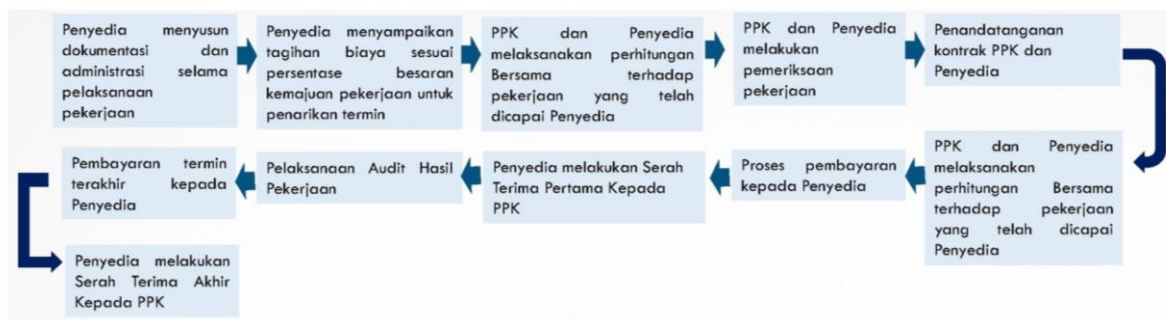 Penyedia menyusun
dokumentasi dan
administrasi selama
pelaksanaan
pekerjaan
Penyedia menyampaikan
tagihan biaya sesuai
persentase besaran
kemajuan pekerjaan untuk
penarikan termin
PPK dan Penyedia
melaksanakan perhitungan
Bersama terhadap
pekerjaan yang telah
dicapai Penyedia
PPK dan Penyedia
melakukan
pemeriksaan
pekerjaan
Penandatanganan
kontrak PPK dan
Penyedia
PPK dan Penyedia
melaksanakan
perhitungan Bersama
terhadap pekerjaan
yang telah dicapai
Penyedia
Proses pembayaran
kepada Penyedia
Penyedia melakukan Serah
Terima Pertama Kepada
PPK
Pelaksanaan Audit Hasil
Pekerjaan
Pembayaran termin
terakhir kepada
Penyedia
Penyedia melakukan
Serah Terima Akhir
Kepada PPK